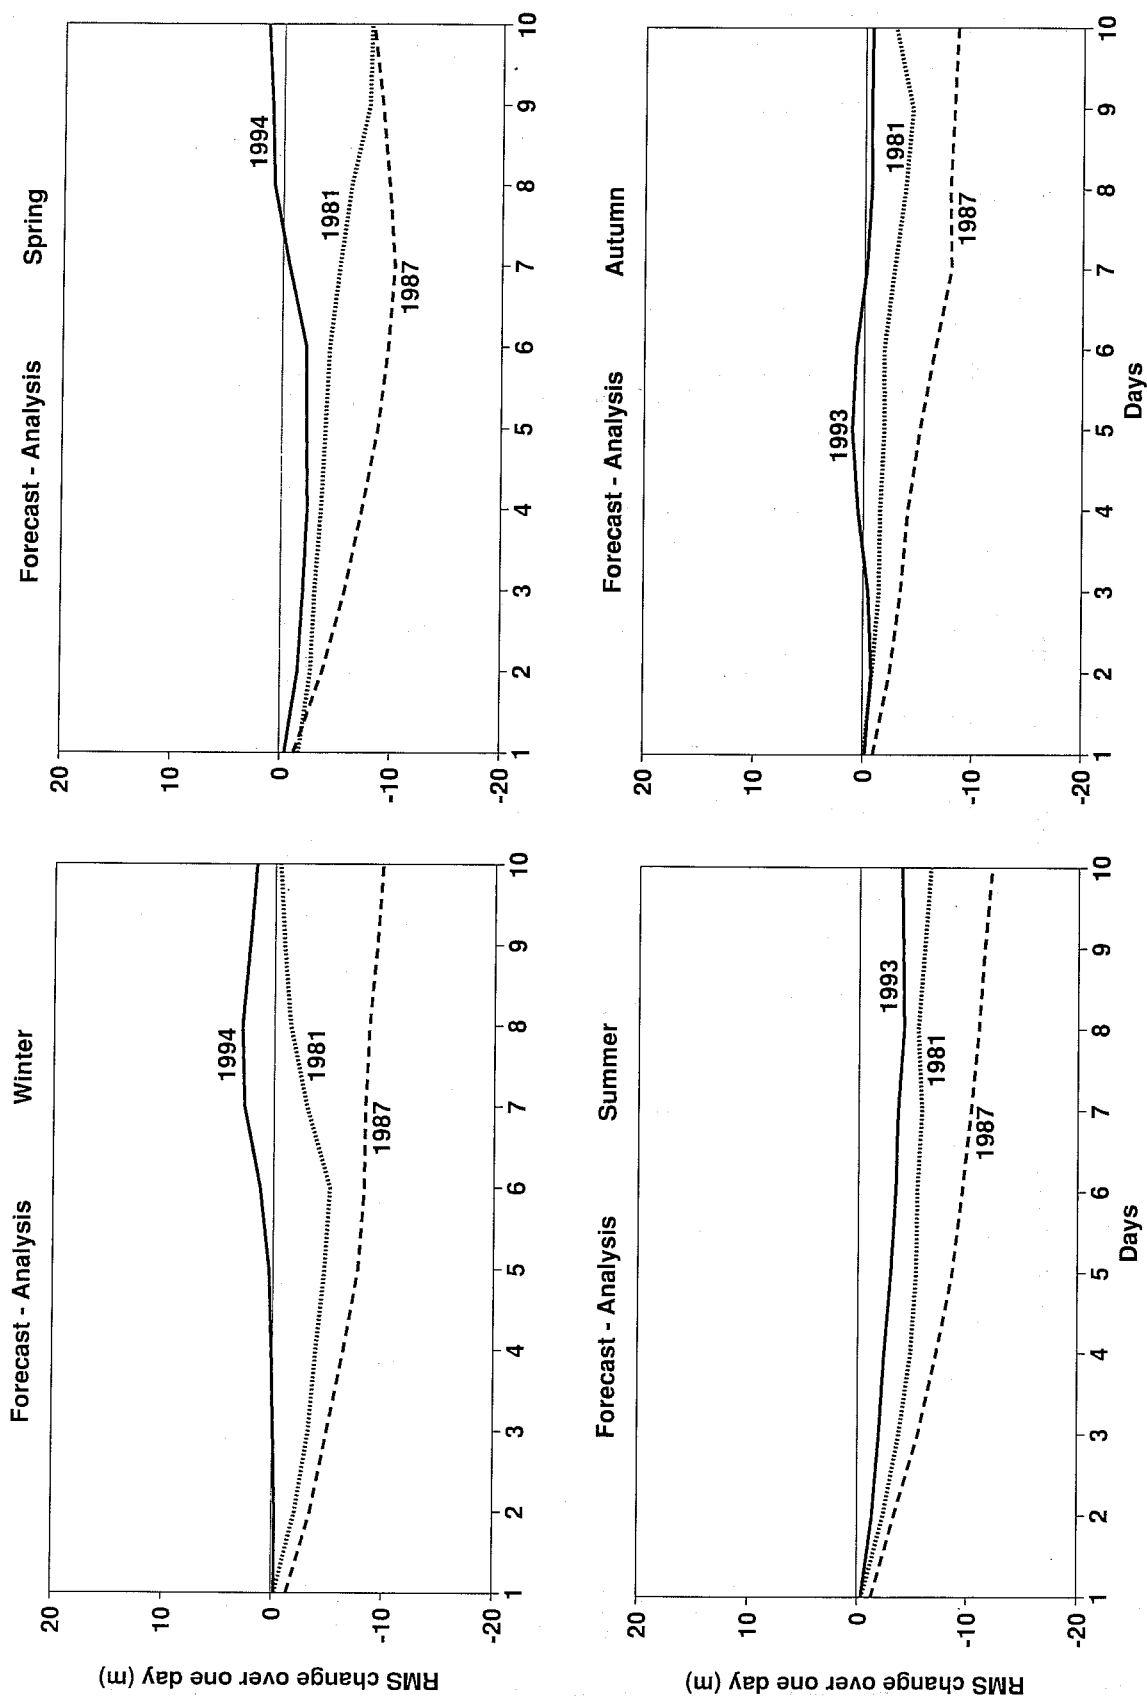 Forecast - Analysis Winter
20
10
0
-10
-20
RMS change over one day (m)
1994
1981
1987
1 2 3 4 5 6 7 8 9 10
Forecast - Analysis Spring
20
10
0
-10
-20
1994
1981
1987
1 2 3 4 5 6 7 8 9 10
Forecast - Analysis Summer
20
10
0
-10
-20
RMS change over one day (m)
1993
1981
1987
1 2 3 4 5 6 7 8 9 10
Days
Forecast - Analysis Autumn
20
10
0
-10
-20
1993
1981
1987
1 2 3 4 5 6 7 8 9 10
Days